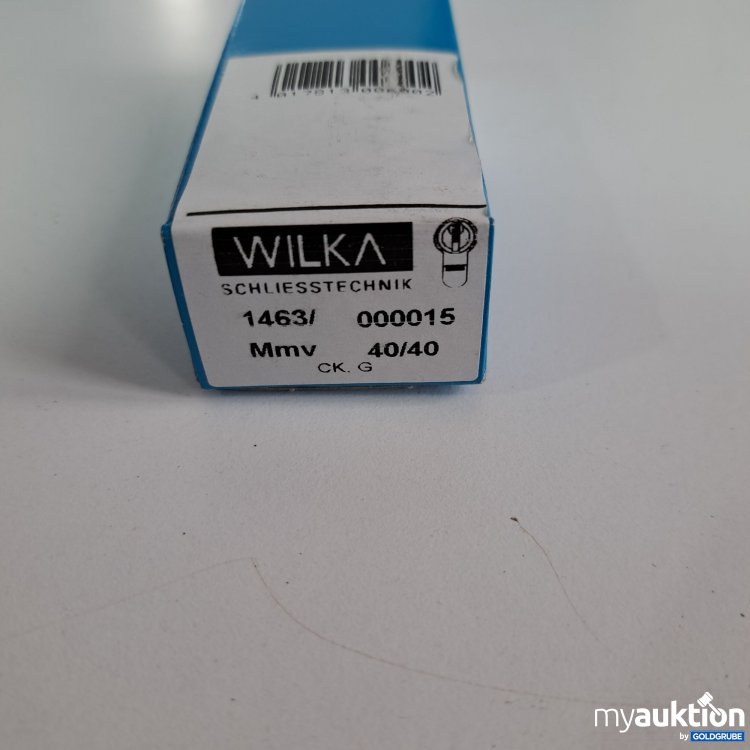 WILKA
SCHLIESSTECHNIK
1463/ 000015
Mmv 40/40
CK. G
myauktion
by GOLDGRUBE